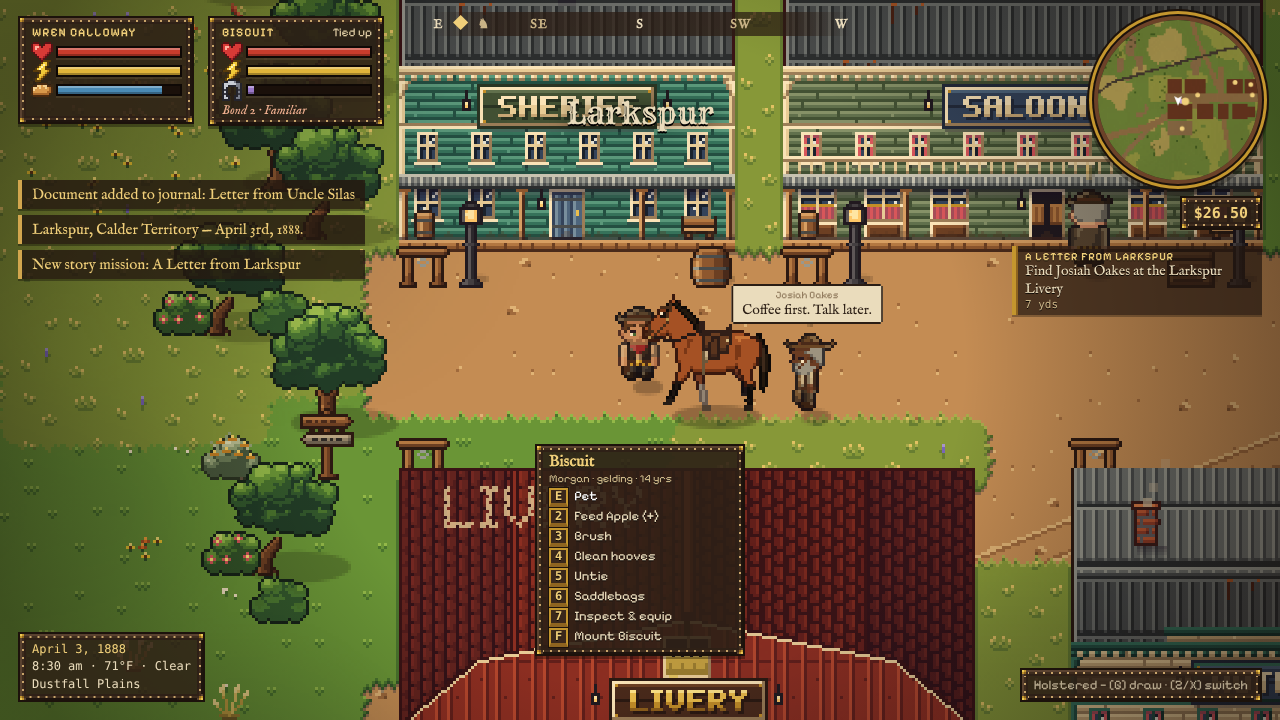 WREN CALLOWAY
BISCUIT
Tied up
Bond 2 · Familiar
E
SE
S
SW
W
SHERIFF
Larkspur
SALOON
Document added to journal: Letter from Uncle Silas
Larkspur, Calder Territory — April 3rd, 1888.
New story mission: A Letter from Larkspur
$26.50
A LETTER FROM LARKSPUR
Find Josiah Oakes at the Larkspur
Livery
7 yds
Josiah Oakes
Coffee first. Talk later.
Biscuit
Morgan · gelding · 14 yrs
E Pet
2 Feed Apple (+)
3 Brush
4 Clean hooves
5 Untie
6 Saddlebags
7 Inspect & equip
F Mount Biscuit
LIV
April 3, 1888
8:30 am · 71°F · Clear
Dustfall Plains
LIVERY
Holstered - (G) draw · (2/X) switch